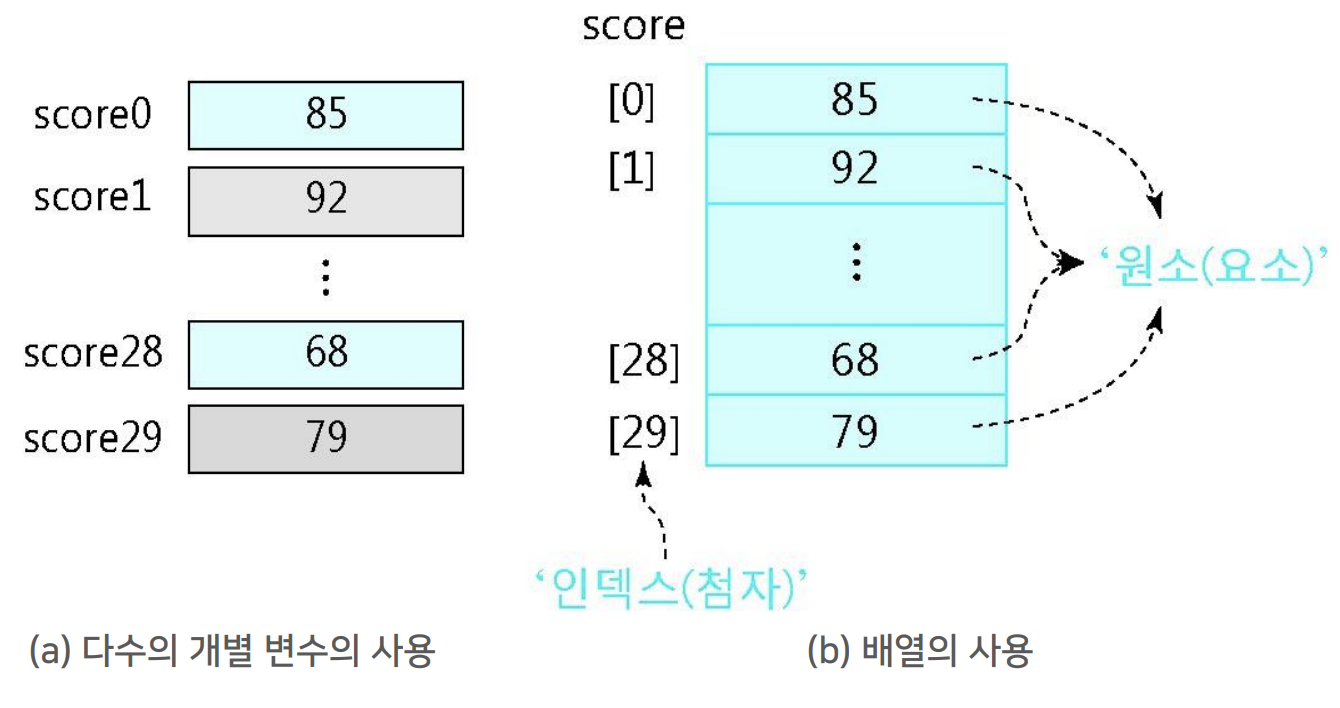 score0 85
score1 92
⋮
score28 68
score29 79
(a) 다수의 개별 변수의 사용
score
[0] 85
[1] 92
⋮
[28] 68
[29] 79
‘원소(요소)’
‘인덱스(첨자)’
(b) 배열의 사용